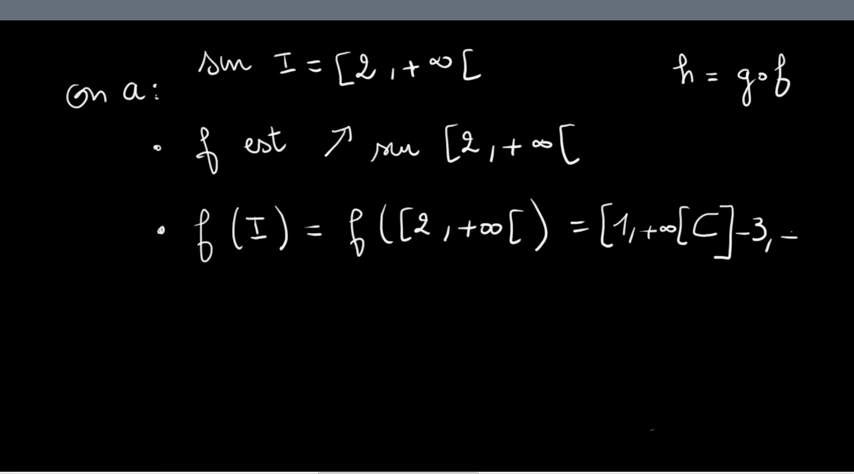 sur I = [2, +∞[
h = g∘f
On a:
• f est ↗ sur [2, +∞[
• f(I) = f([2, +∞[) = [1, +∞[ ⊂ ]-3, -